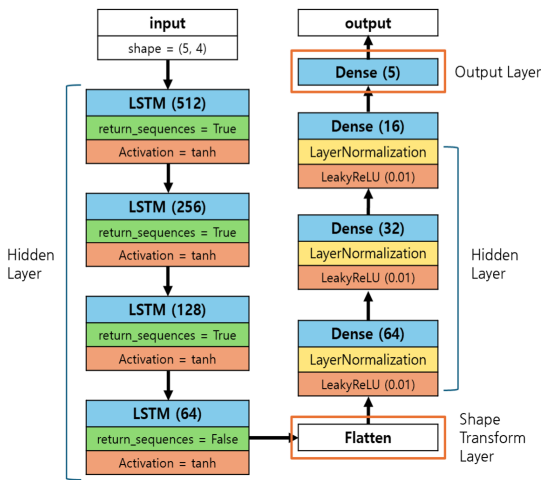 input
shape = (5, 4)
LSTM (512)
return_sequences = True
Activation = tanh
LSTM (256)
return_sequences = True
Activation = tanh
LSTM (128)
return_sequences = True
Activation = tanh
LSTM (64)
return_sequences = False
Activation = tanh
Hidden
Layer
output
Dense (5)
Output Layer
Dense (16)
LayerNormalization
LeakyReLU (0.01)
Dense (32)
LayerNormalization
LeakyReLU (0.01)
Dense (64)
LayerNormalization
LeakyReLU (0.01)
Hidden
Layer
Flatten
Shape
Transform
Layer